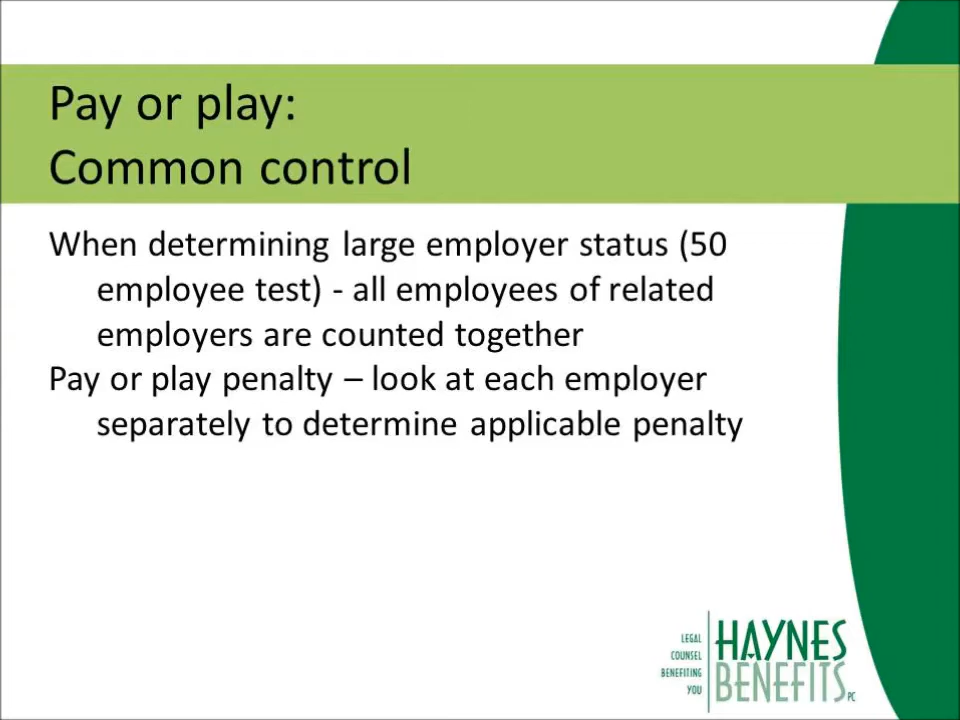 Pay or play:
Common control
When determining large employer status (50
employee test) - all employees of related
employers are counted together
Pay or play penalty – look at each employer
separately to determine applicable penalty
LEGAL
COUNSEL
BENEFITING
YOU
HAYNES
BENEFITS PC